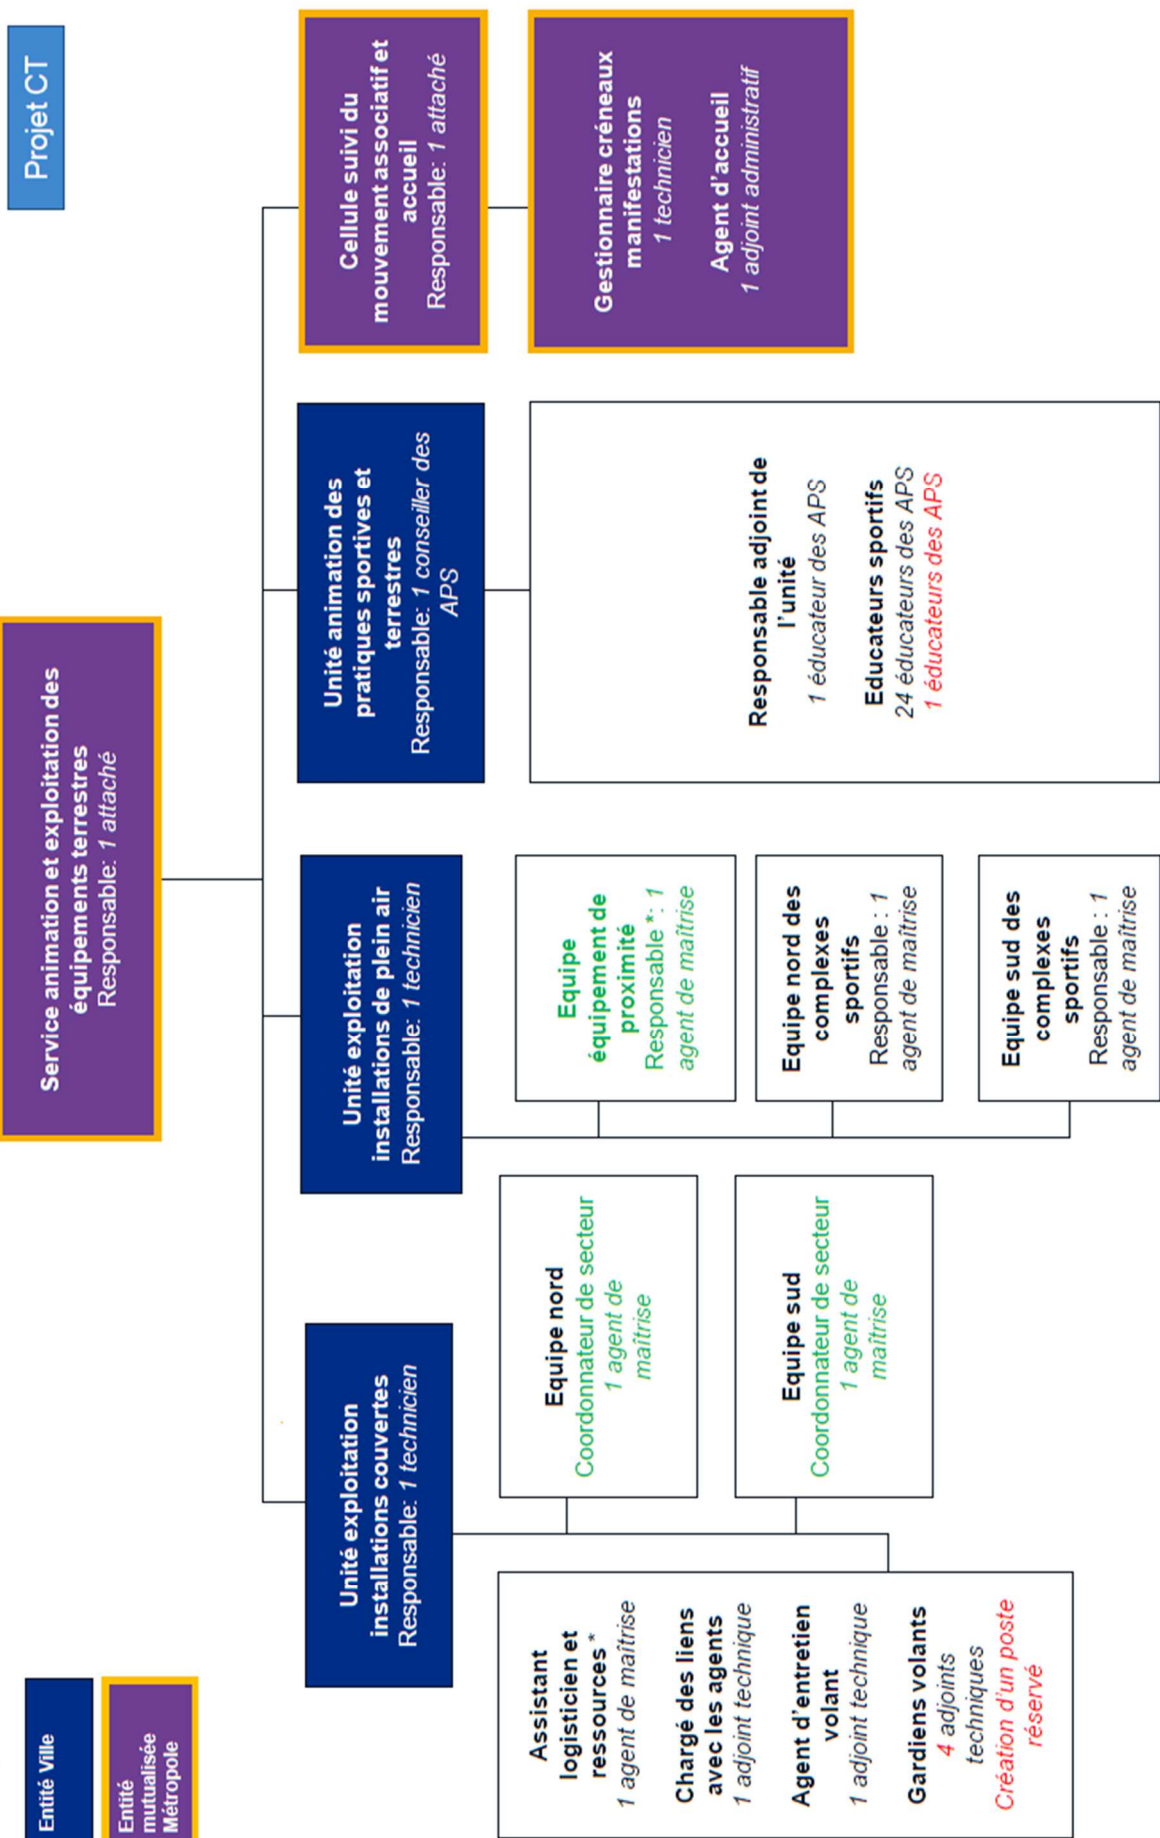 Projet CT
Entité Ville
Entité
mutualisée
Métropole
Service animation et exploitation des
équipements terrestres
Responsable: 1 attaché
Unité exploitation
installations couvertes
Responsable: 1 technicien
Assistant
logisticien et
ressources *
1 agent de maîtrise
Chargé des liens
avec les agents
1 adjoint technique
Agent d'entretien
volant
1 adjoint technique
Gardiens volants
4 adjoints
techniques
Création d'un poste
réservé
Equipe nord
Coordonnateur de secteur
1 agent de
maîtrise
Equipe sud
Coordonnateur de secteur
1 agent de
maîtrise
Unité exploitation
installations de plein air
Responsable: 1 technicien
Equipe
équipement de
proximité
Responsable *: 1
agent de maîtrise
Equipe nord des
complexes
sportifs
Responsable : 1
agent de maîtrise
Equipe sud des
complexes
sportifs
Responsable : 1
agent de maîtrise
Unité animation des
pratiques sportives et
terrestres
Responsable: 1 conseiller des
APS
Responsable adjoint de
l'unité
1 éducateur des APS
Educateurs sportifs
24 éducateurs des APS
1 éducateurs des APS
Cellule suivi du
mouvement associatif et
accueil
Responsable: 1 attaché
Gestionnaire créneaux
manifestations
1 technicien
Agent d'accueil
1 adjoint administratif